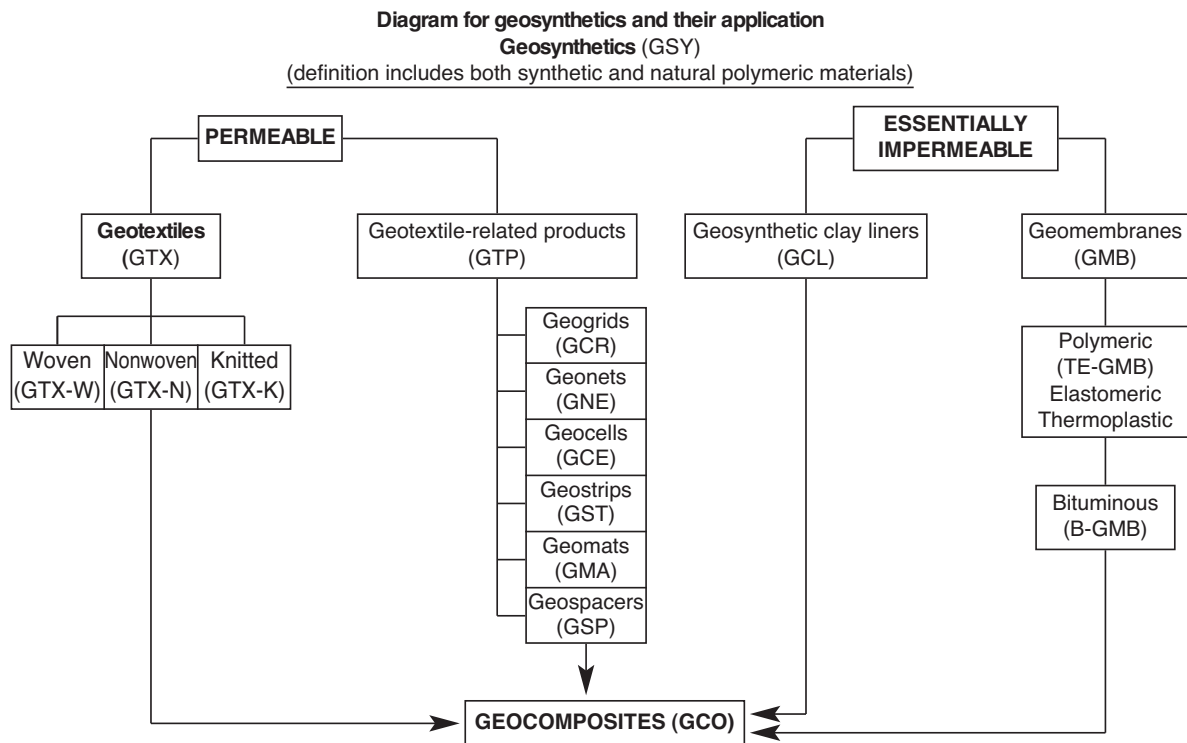 Diagram for geosynthetics and their application
Geosynthetics (GSY)
(definition includes both synthetic and natural polymeric materials)
PERMEABLE
ESSENTIALLY
IMPERMEABLE
Geotextiles
(GTX)
Geotextile-related products
(GTP)
Geosynthetic clay liners
(GCL)
Geomembranes
(GMB)
Woven
(GTX-W)
Nonwoven
(GTX-N)
Knitted
(GTX-K)
Geogrids
(GCR)
Geonets
(GNE)
Geocells
(GCE)
Geostrips
(GST)
Geomats
(GMA)
Geospacers
(GSP)
Polymeric
(TE-GMB)
Elastomeric
Thermoplastic
Bituminous
(B-GMB)
GEOCOMPOSITES (GCO)